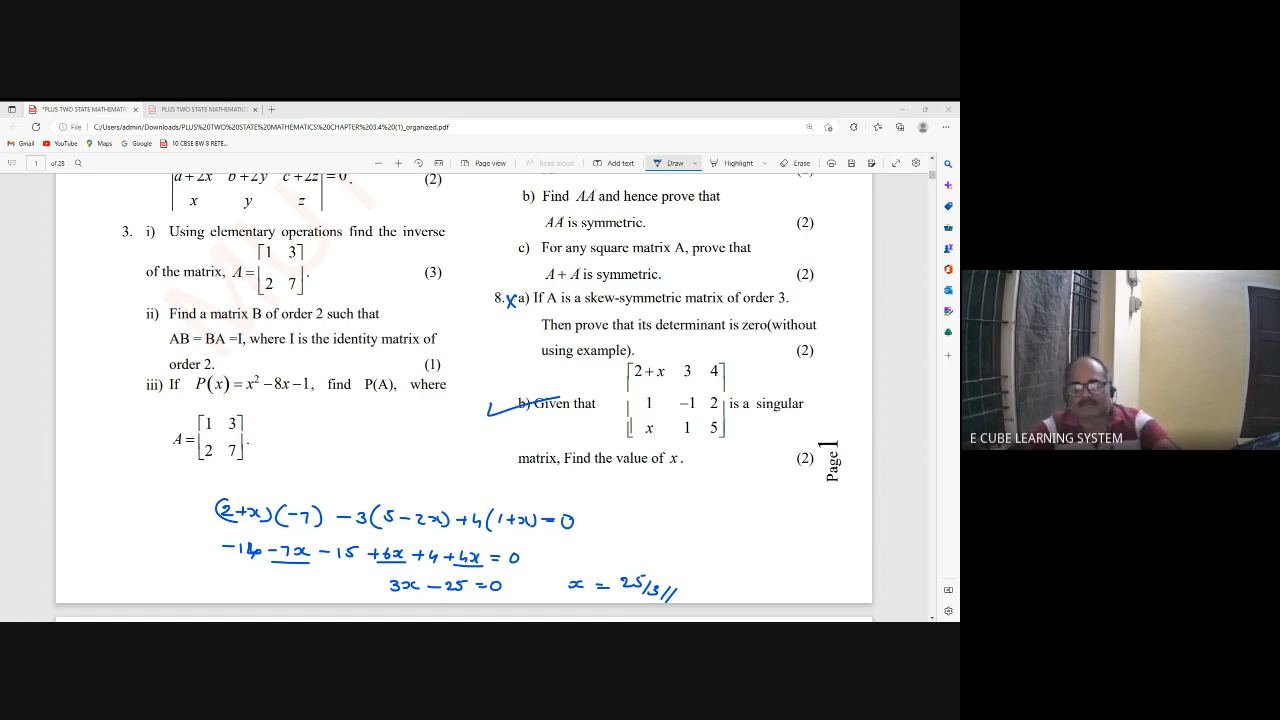 *PLUS TWO STATE MATHEMATIC
PLUS TWO STATE MATHEMATIC
File C:/Users/admin/Downloads/PLUS%20TWO%20STATE%20MATHEMATICS%20CHAPTER%203.4%20(1)_organized.pdf
Gmail YouTube Maps Google 10 CBSE BW 8 RETE...
1 of 28 Page view Read aloud Add text Draw Highlight Erase
a + 2x b + 2y c + 2z = 0 . (2)
x y z
3. i) Using elementary operations find the inverse
of the matrix, A = [1 3 (3)
2 7] .
ii) Find a matrix B of order 2 such that
AB = BA =I, where I is the identity matrix of
order 2. (1)
iii) If P(x) = x² − 8x − 1, find P(A), where
A = [1 3
2 7] .
b) Find AA and hence prove that
AA is symmetric. (2)
c) For any square matrix A, prove that
A + A is symmetric. (2)
8. x a) If A is a skew-symmetric matrix of order 3.
Then prove that its determinant is zero(without
using example). (2)
[2 + x 3 4
b) Given that 1 −1 2 is a singular
x 1 5]
matrix, Find the value of x . (2)
Page 1
(2+x)(-7) - 3(5-2x) + 4(1+x) = 0
-14 - 7x - 15 + 6x + 4 + 4x = 0
3x - 25 = 0 x = 25/3 //
E CUBE LEARNING SYSTEM